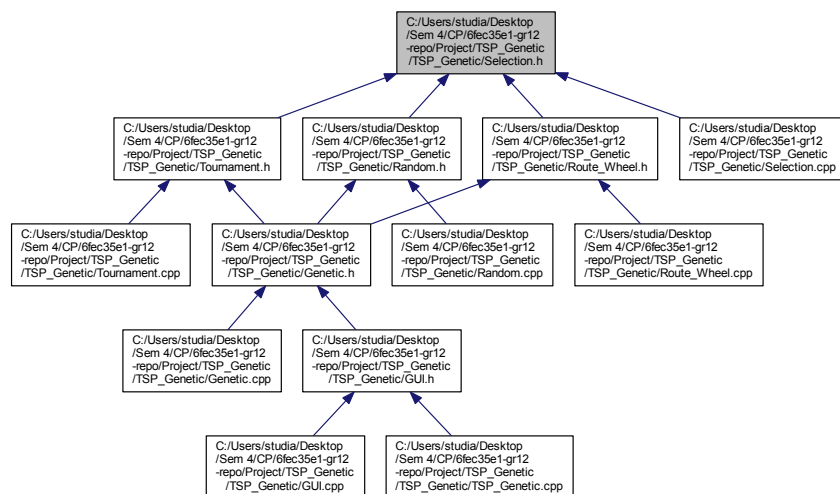 C:/Users/studia/Desktop
/Sem 4/CP/6fec35e1-gr12
-repo/Project/TSP_Genetic
/TSP_Genetic/Selection.h
C:/Users/studia/Desktop
/Sem 4/CP/6fec35e1-gr12
-repo/Project/TSP_Genetic
/TSP_Genetic/Tournament.h
C:/Users/studia/Desktop
/Sem 4/CP/6fec35e1-gr12
-repo/Project/TSP_Genetic
/TSP_Genetic/Random.h
C:/Users/studia/Desktop
/Sem 4/CP/6fec35e1-gr12
-repo/Project/TSP_Genetic
/TSP_Genetic/Route_Wheel.h
C:/Users/studia/Desktop
/Sem 4/CP/6fec35e1-gr12
-repo/Project/TSP_Genetic
/TSP_Genetic/Selection.cpp
C:/Users/studia/Desktop
/Sem 4/CP/6fec35e1-gr12
-repo/Project/TSP_Genetic
/TSP_Genetic/Tournament.cpp
C:/Users/studia/Desktop
/Sem 4/CP/6fec35e1-gr12
-repo/Project/TSP_Genetic
/TSP_Genetic/Genetic.h
C:/Users/studia/Desktop
/Sem 4/CP/6fec35e1-gr12
-repo/Project/TSP_Genetic
/TSP_Genetic/Random.cpp
C:/Users/studia/Desktop
/Sem 4/CP/6fec35e1-gr12
-repo/Project/TSP_Genetic
/TSP_Genetic/Route_Wheel.cpp
C:/Users/studia/Desktop
/Sem 4/CP/6fec35e1-gr12
-repo/Project/TSP_Genetic
/TSP_Genetic/Genetic.cpp
C:/Users/studia/Desktop
/Sem 4/CP/6fec35e1-gr12
-repo/Project/TSP_Genetic
/TSP_Genetic/GUI.h
C:/Users/studia/Desktop
/Sem 4/CP/6fec35e1-gr12
-repo/Project/TSP_Genetic
/TSP_Genetic/GUI.cpp
C:/Users/studia/Desktop
/Sem 4/CP/6fec35e1-gr12
-repo/Project/TSP_Genetic
/TSP_Genetic/TSP_Genetic.cpp